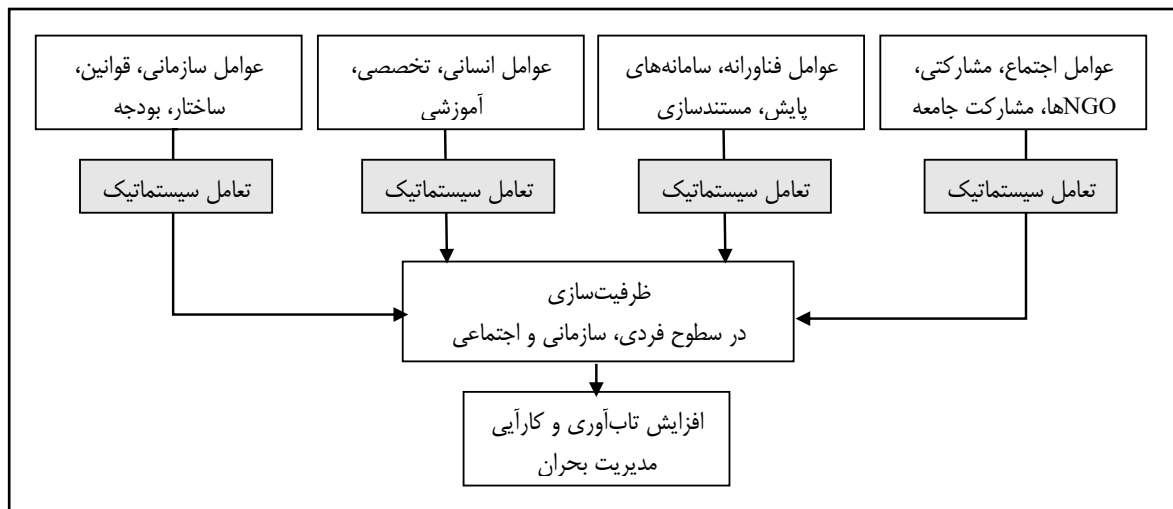 عوامل اجتماع، مشارکتی،
NGOها، مشارکت جامعه
عوامل فناورانه، سامانه‌های
پایش، مستندسازی
عوامل انسانی، تخصصی،
آموزشی
عوامل سازمانی، قوانین،
ساختار، بودجه
تعامل سیستماتیک
تعامل سیستماتیک
تعامل سیستماتیک
تعامل سیستماتیک
ظرفیت‌سازی
در سطوح فردی، سازمانی و اجتماعی
افزایش تاب‌آوری و کارآیی
مدیریت بحران